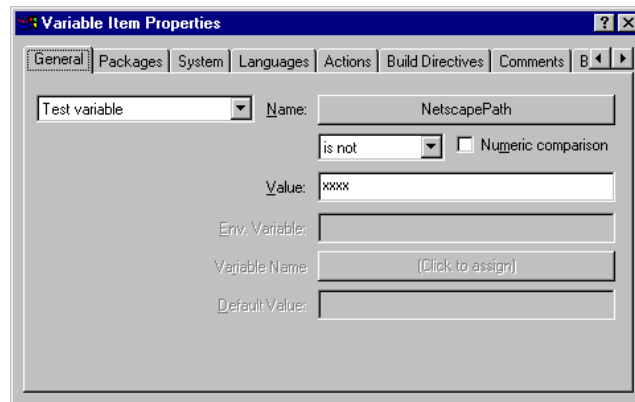 Variable Item Properties
General Packages System Languages Actions Build Directives Comments B
Test variable Name: NetscapePath
is not Numeric comparison
Value: xxxx
Env. Variable:
Variable Name (Click to assign)
Default Value: